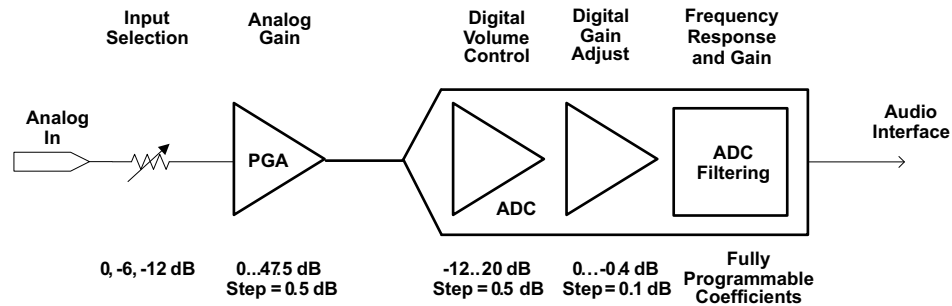 Input
Selection
Analog
Gain
Digital
Volume
Control
Digital
Gain
Adjust
Frequency
Response
and Gain
Analog
In
PGA
ADC
ADC
Filtering
Audio
Interface
0, -6, -12 dB
0...47.5 dB
Step = 0.5 dB
-12..20 dB
Step = 0.5 dB
0...-0.4 dB
Step = 0.1 dB
Fully
Programmable
Coefficients